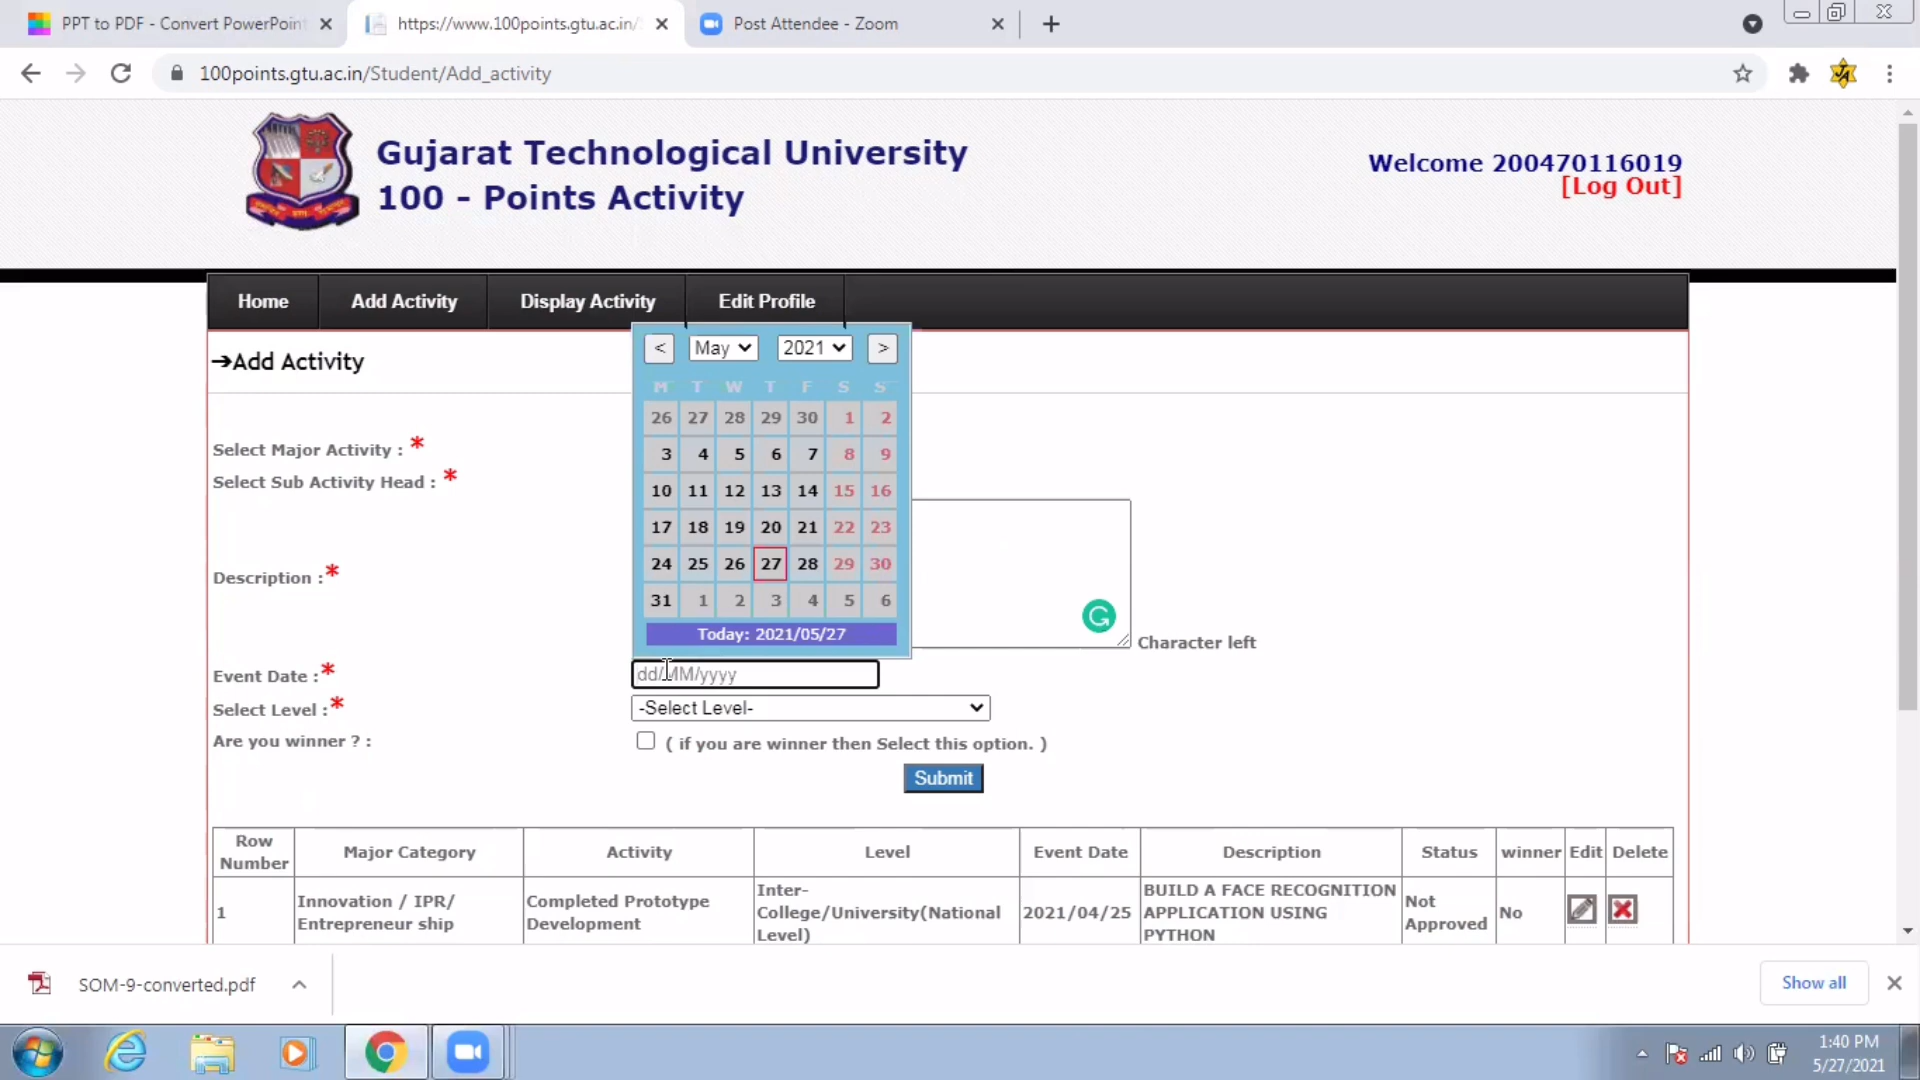 PPT to PDF - Convert PowerPoint
https://www.100points.gtu.ac.in/
Post Attendee - Zoom
100points.gtu.ac.in/Student/Add_activity
Gujarat Technological University
100 - Points Activity
Welcome 200470116019
[Log Out]
Home
Add Activity
Display Activity
Edit Profile
➔Add Activity
< May 2021 >
M T W T F S S
26 27 28 29 30 1 2
3 4 5 6 7 8 9
10 11 12 13 14 15 16
17 18 19 20 21 22 23
24 25 26 27 28 29 30
31 1 2 3 4 5 6
Today: 2021/05/27
Select Major Activity : *
Select Sub Activity Head : *
Description :*
Character left
Event Date :*
dd/MM/yyyy
Select Level :*
-Select Level-
Are you winner ? :
( if you are winner then Select this option. )
Submit
Row Number Major Category Activity Level Event Date Description Status winner Edit Delete
1 Innovation / IPR/ Entrepreneur ship Completed Prototype Development Inter-College/University(National Level) 2021/04/25 BUILD A FACE RECOGNITION APPLICATION USING PYTHON Not Approved No
SOM-9-converted.pdf
Show all
1:40 PM
5/27/2021